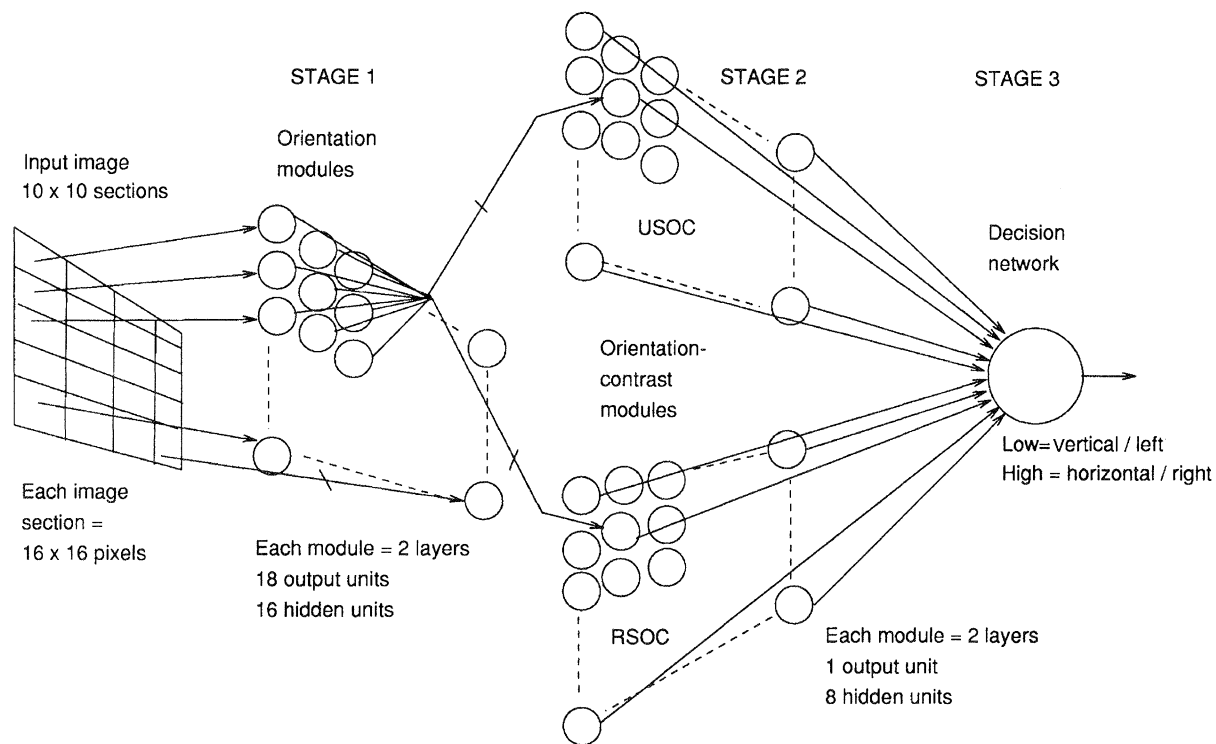 STAGE 1
STAGE 2
STAGE 3
Orientation
modules
Input image
10 x 10 sections
USOC
Decision
network
Orientation-
contrast
modules
Low= vertical / left
High = horizontal / right
Each image
section =
16 x 16 pixels
Each module = 2 layers
18 output units
16 hidden units
RSOC
Each module = 2 layers
1 output unit
8 hidden units